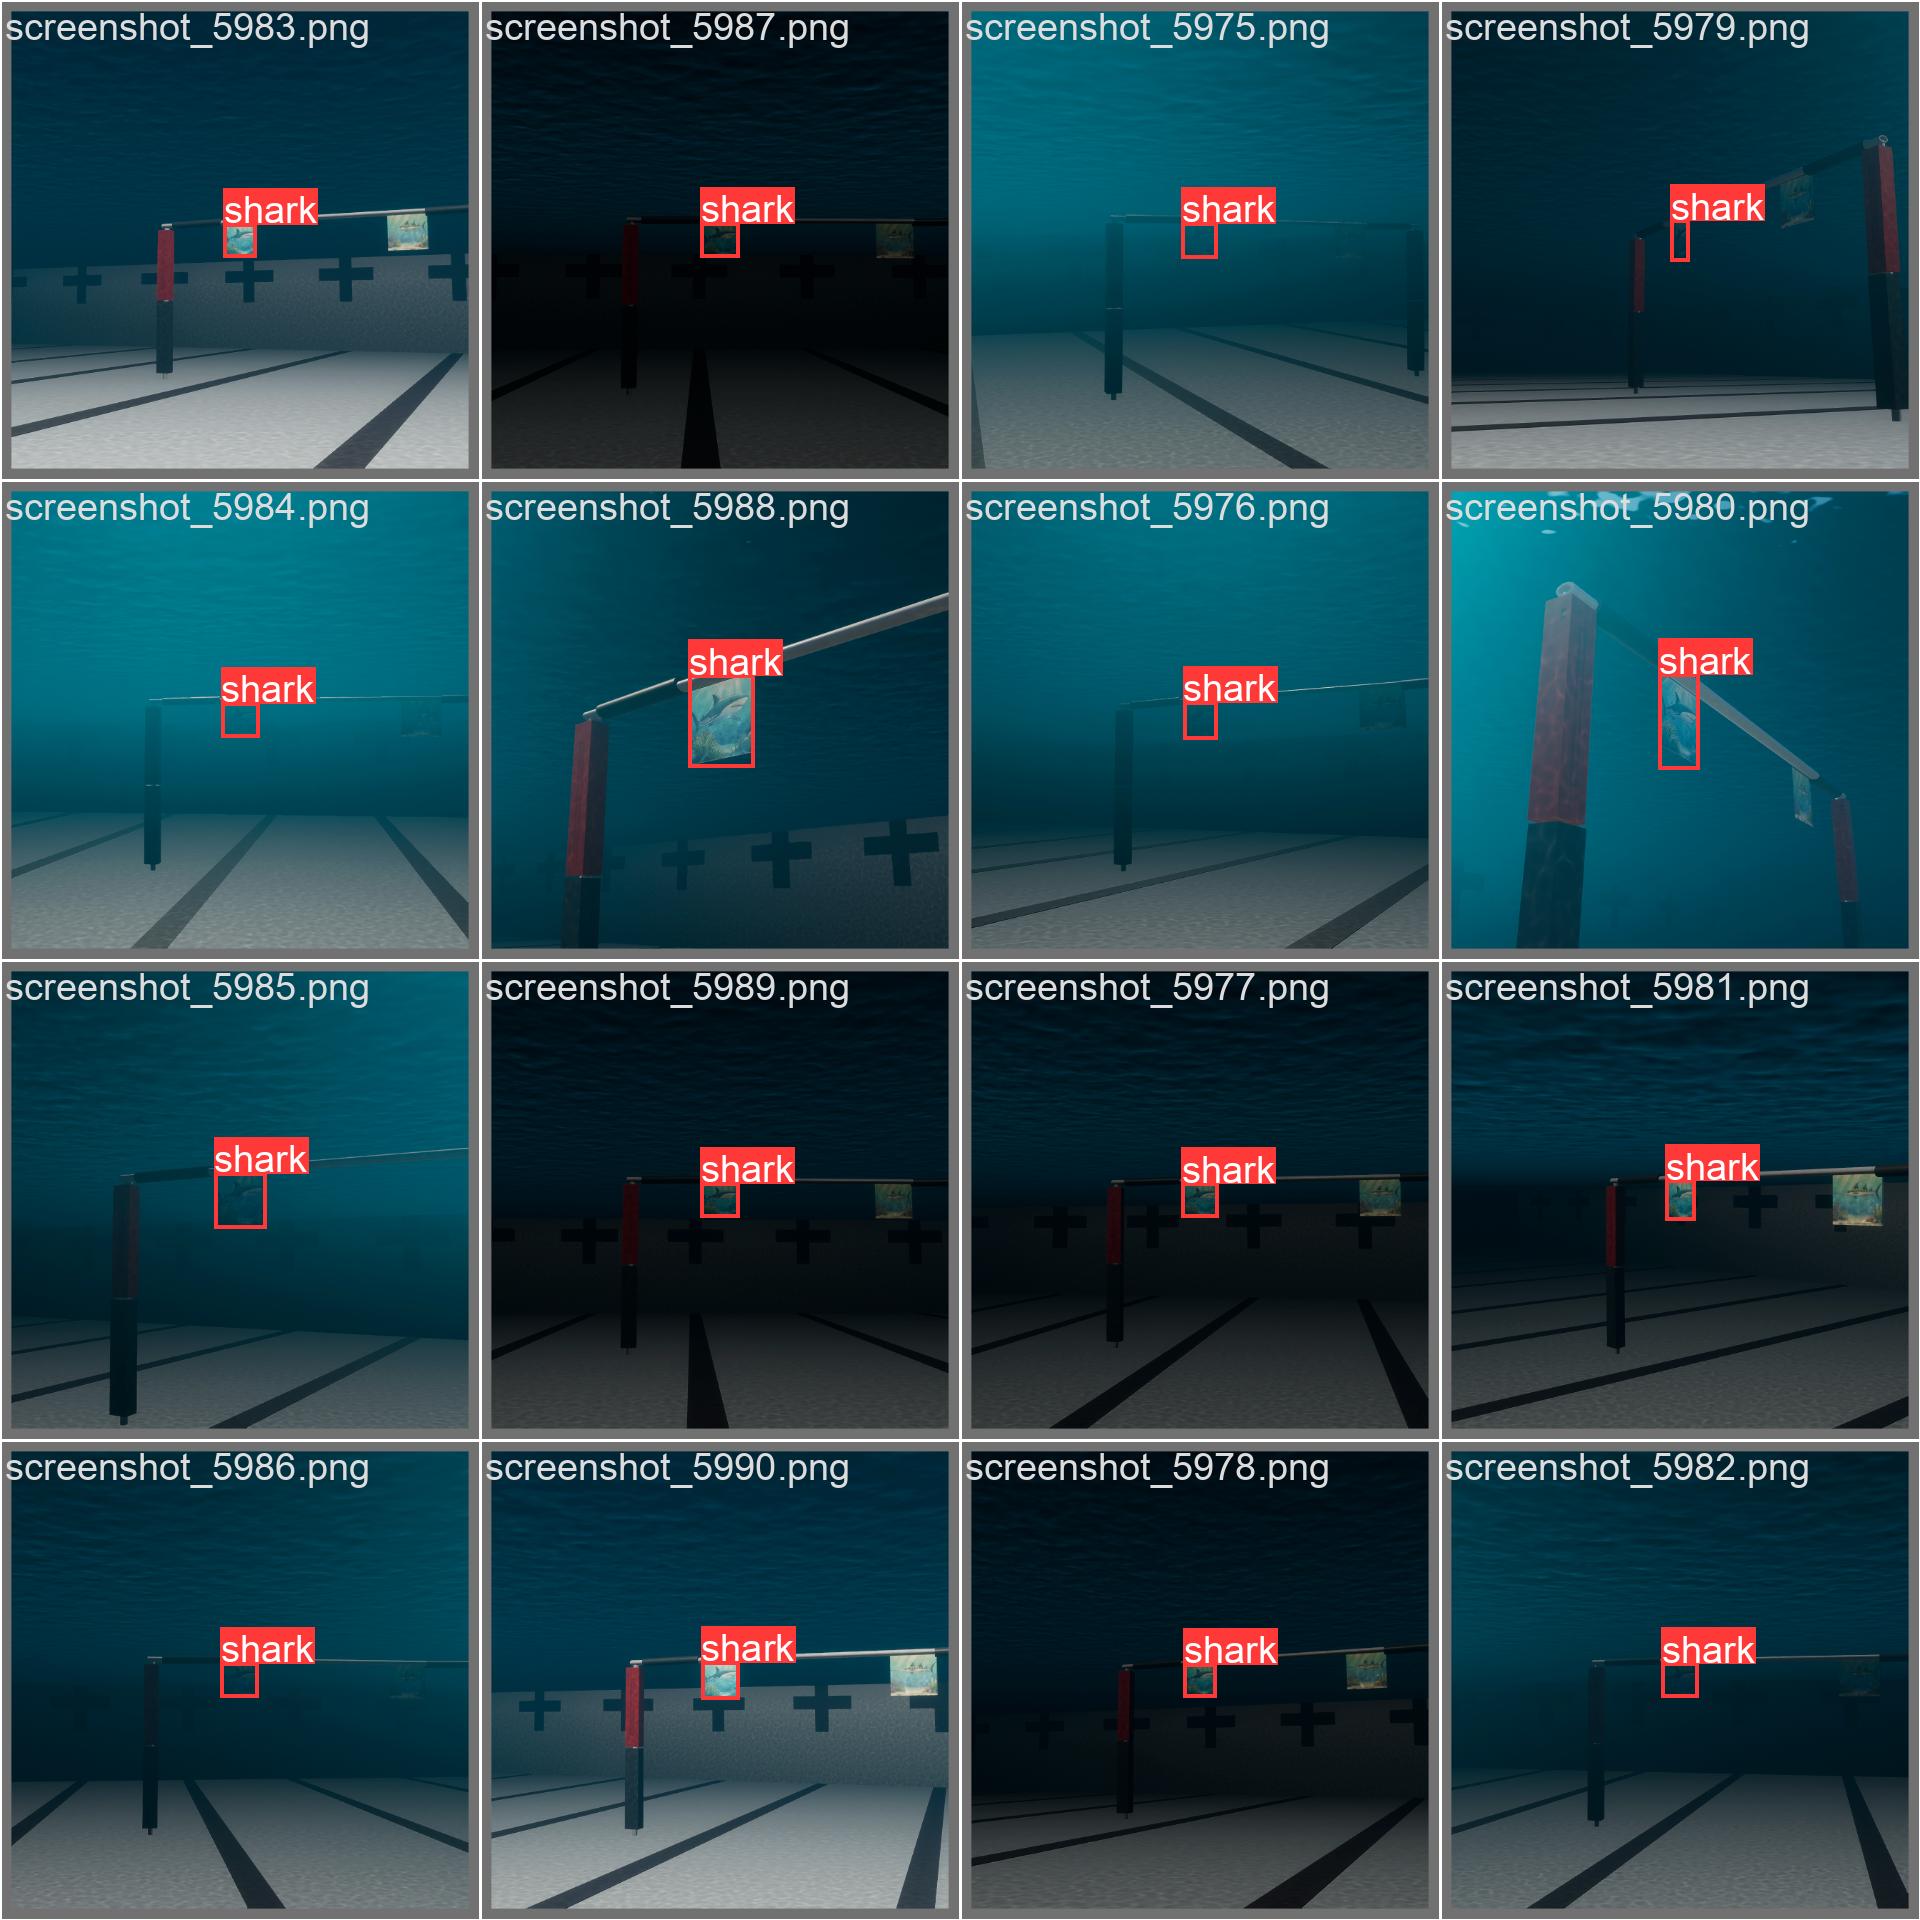 screenshot_5983.png
shark
screenshot_5987.png
shark
screenshot_5975.png
shark
screenshot_5979.png
shark
screenshot_5984.png
shark
screenshot_5988.png
shark
screenshot_5976.png
shark
screenshot_5980.png
shark
screenshot_5985.png
shark
screenshot_5989.png
shark
screenshot_5977.png
shark
screenshot_5981.png
shark
screenshot_5986.png
shark
screenshot_5990.png
shark
screenshot_5978.png
shark
screenshot_5982.png
shark